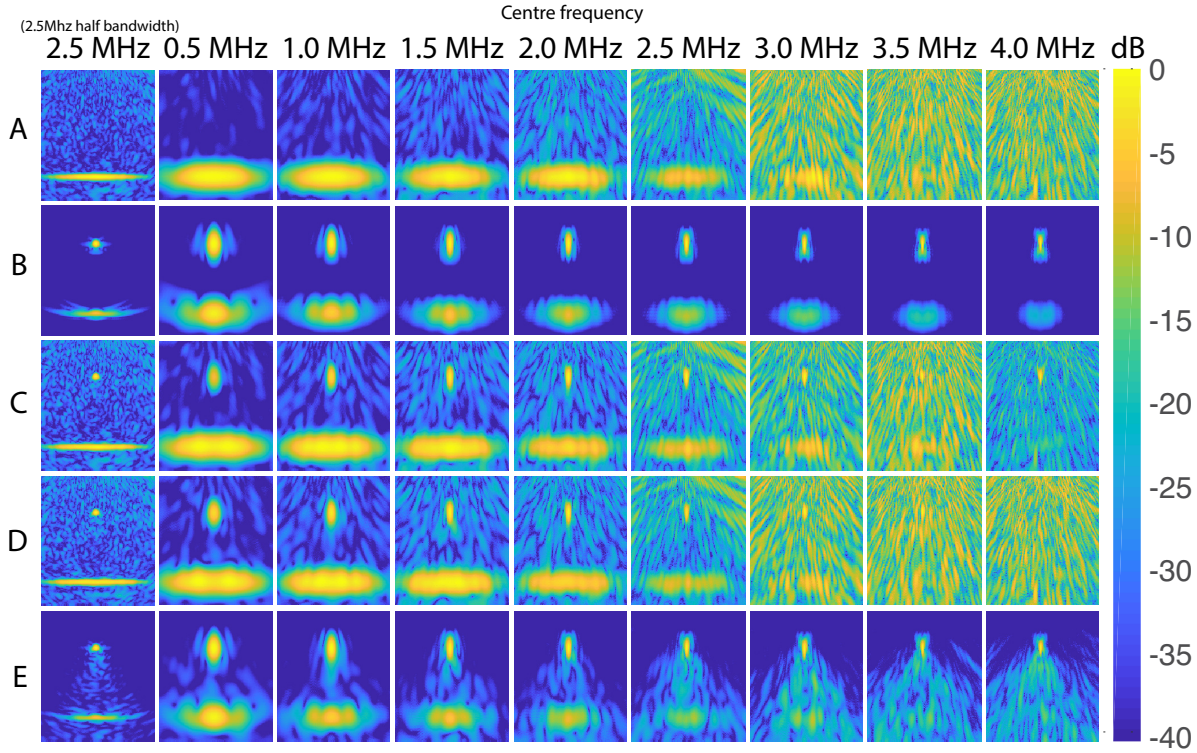 Centre frequency
(2.5Mhz half bandwidth)
2.5 MHz 0.5 MHz 1.0 MHz 1.5 MHz 2.0 MHz 2.5 MHz 3.0 MHz 3.5 MHz 4.0 MHz dB
0
A
-5
-10
B
-15
C
-20
-25
D
-30
-35
E
-40